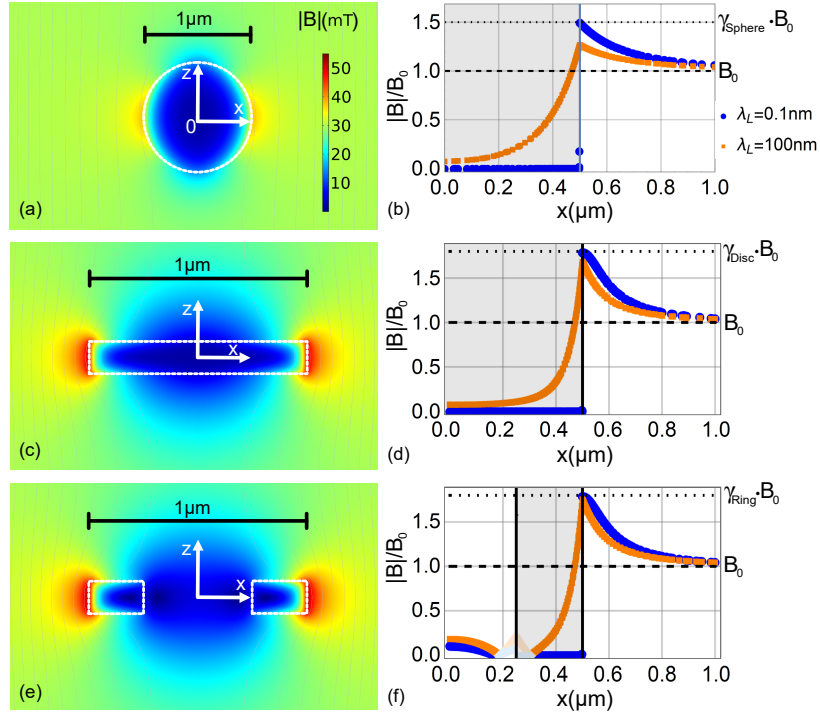 1μm
|B|(mT)
50
40
30
20
10
z
x
0
(a)
|B|/B₀
1.5
1.0
0.5
0.0
0.0 0.2 0.4 0.6 0.8 1.0
x(μm)
γSphere·B₀
B₀
λL=0.1nm
λL=100nm
(b)
1μm
z
x
(c)
|B|/B₀
1.5
1.0
0.5
0.0
0.0 0.2 0.4 0.6 0.8 1.0
x(μm)
γDisc·B₀
B₀
(d)
1μm
z
x
(e)
|B|/B₀
1.5
1.0
0.5
0.0
0.0 0.2 0.4 0.6 0.8 1.0
x(μm)
γRing·B₀
B₀
(f)